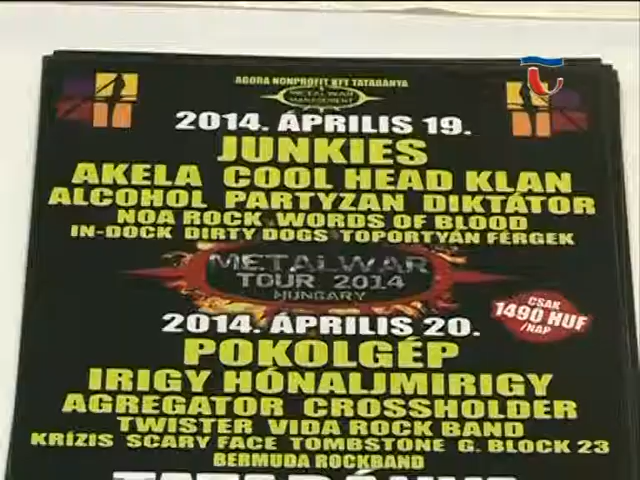 AGORA NONPROFIT KFT TATABÁNYA
METALWAR
MANAGEMENT
2014. ÁPRILIS 19.
JUNKIES
AKELA COOL HEAD KLAN
ALCOHOL PARTYZAN DIKTÁTOR
NOA ROCK WORDS OF BLOOD
IN-DOCK DIRTY DOGS TOPORTYÁN FÉRGEK
METALWAR
TOUR 2014
HUNGARY
CSAK
1490 HUF
/NAP
2014. ÁPRILIS 20.
POKOLGÉP
IRIGY HÓNALJMIRIGY
AGREGATOR CROSSHOLDER
TWISTER VIDA ROCK BAND
KRÍZIS SCARY FACE TOMBSTONE G. BLOCK 23
BERMUDA ROCKBAND